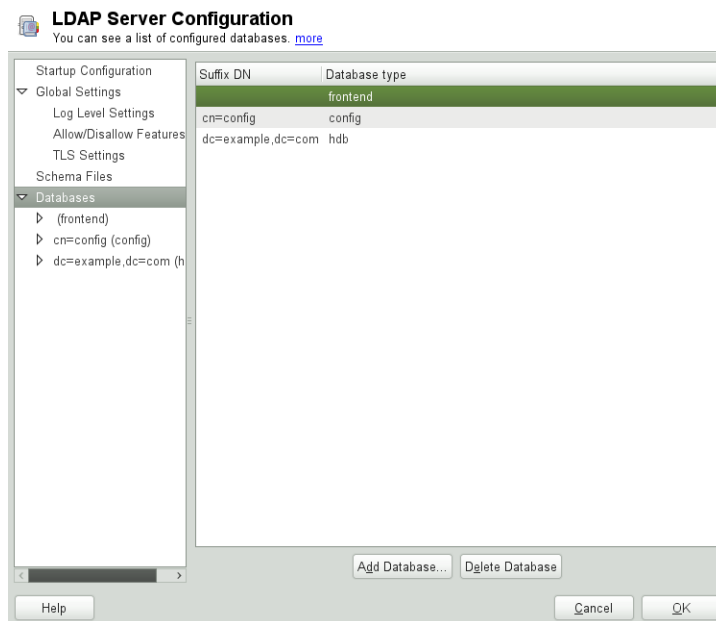 LDAP Server Configuration
You can see a list of configured databases. more
Startup Configuration
Global Settings
Log Level Settings
Allow/Disallow Features
TLS Settings
Schema Files
Databases
(frontend)
cn=config (config)
dc=example,dc=com (h
Suffix DN Database type
frontend
cn=config config
dc=example,dc=com hdb
Add Database... Delete Database
Help Cancel OK